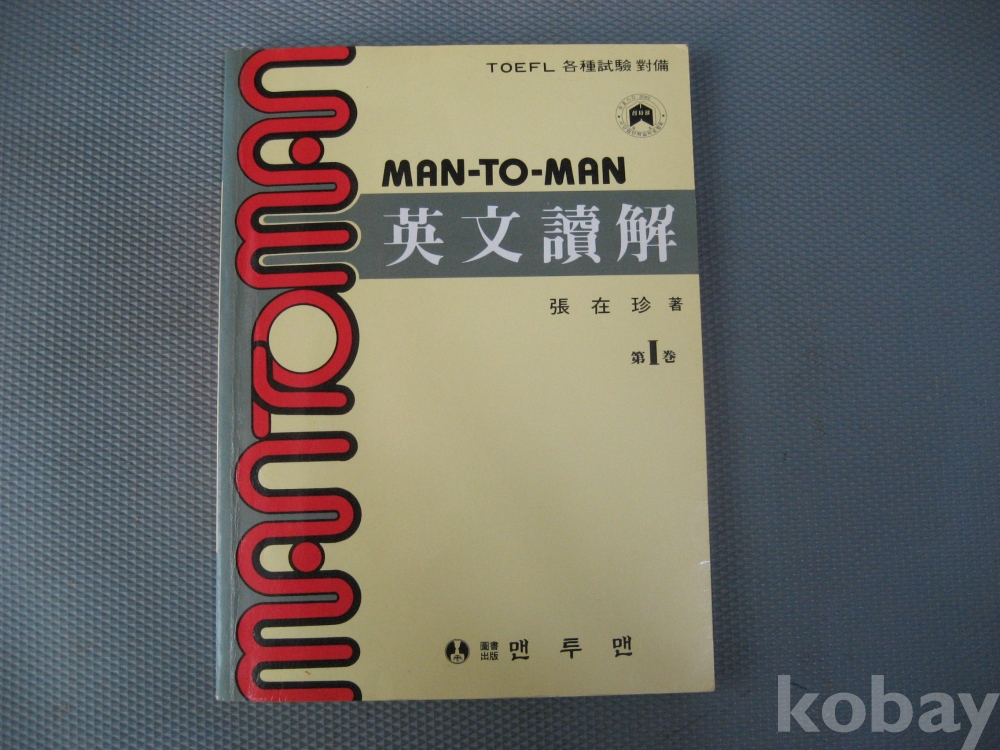 TOEFL 各種試驗 對備
MAN-TO-MAN
英文讀解
張在珍 著
第I卷
圖書出版 맨투맨
MAN-TO-MAN
kobay